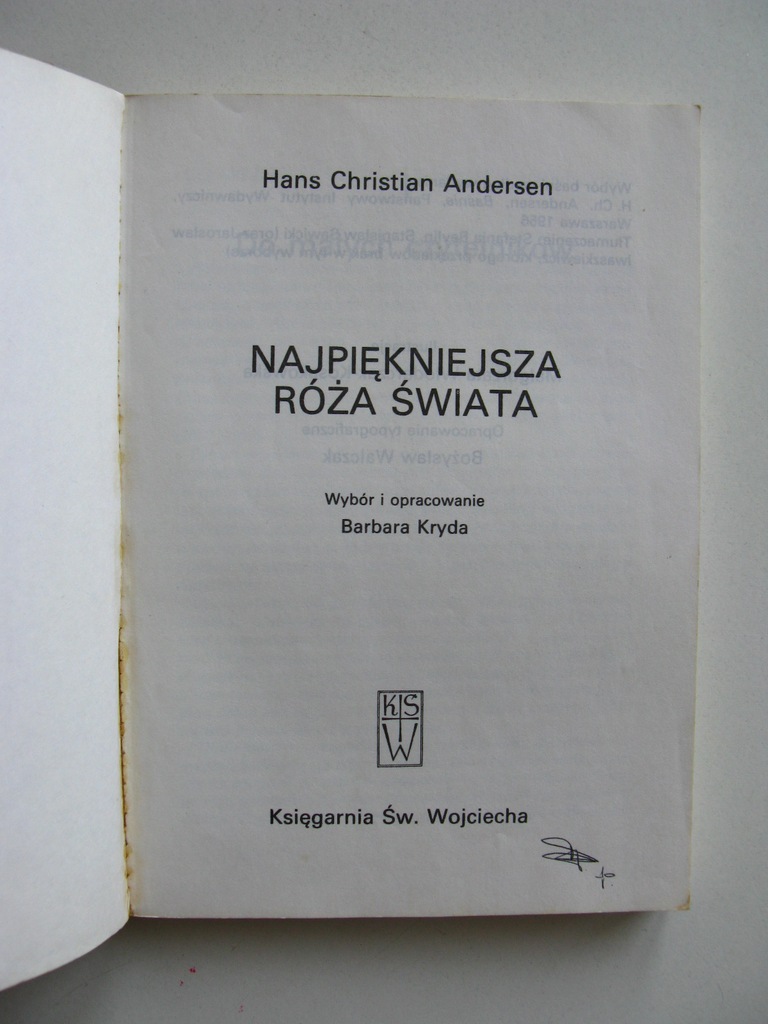 Hans Christian Andersen
NAJPIĘKNIEJSZA
RÓŻA ŚWIATA
Wybór i opracowanie
Barbara Kryda
KS
W
Księgarnia Św. Wojciecha